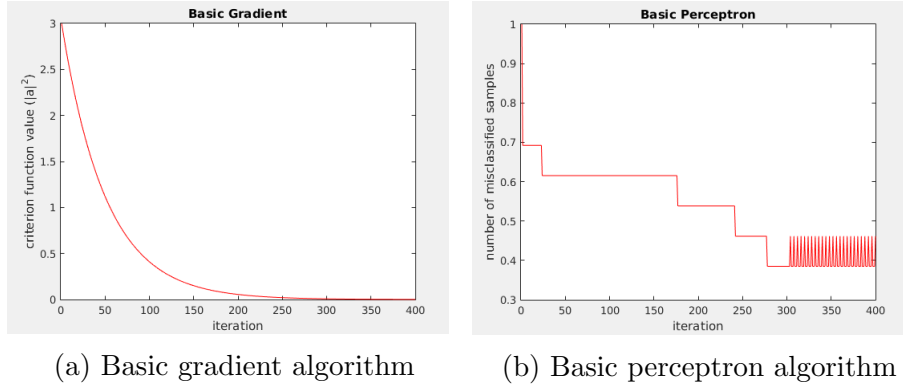 Basic Gradient
criterion function value (|a|²)
3
2.5
2
1.5
1
0.5
0
0 50 100 150 200 250 300 350 400
iteration
(a) Basic gradient algorithm
Basic Perceptron
number of misclassified samples
1
0.9
0.8
0.7
0.6
0.5
0.4
0.3
0 50 100 150 200 250 300 350 400
iteration
(b) Basic perceptron algorithm